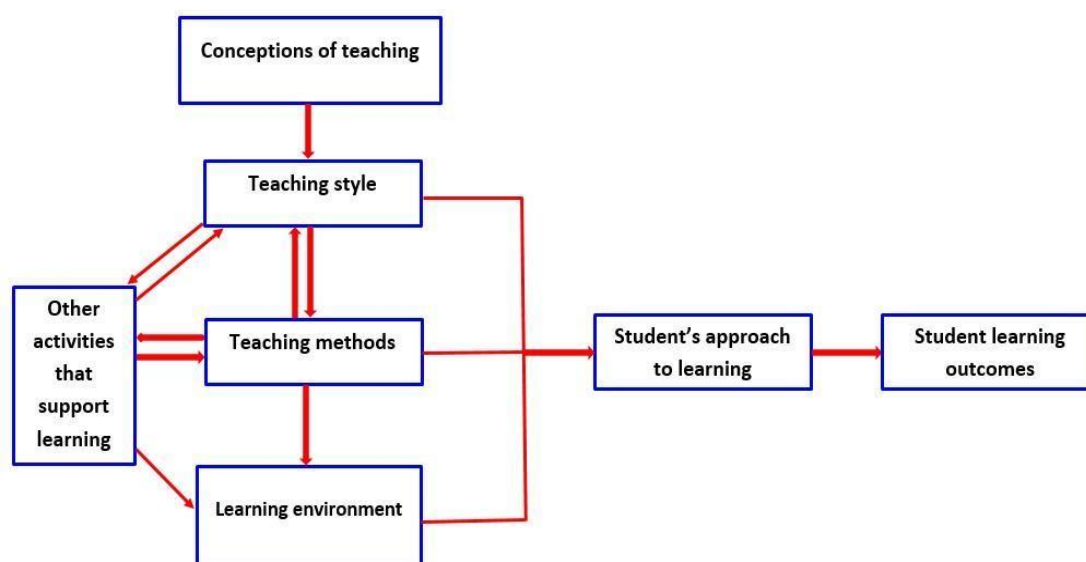 Conceptions of teaching
Teaching style
Other
activities
that
support
learning
Teaching methods
Learning environment
Student’s approach
to learning
Student learning
outcomes